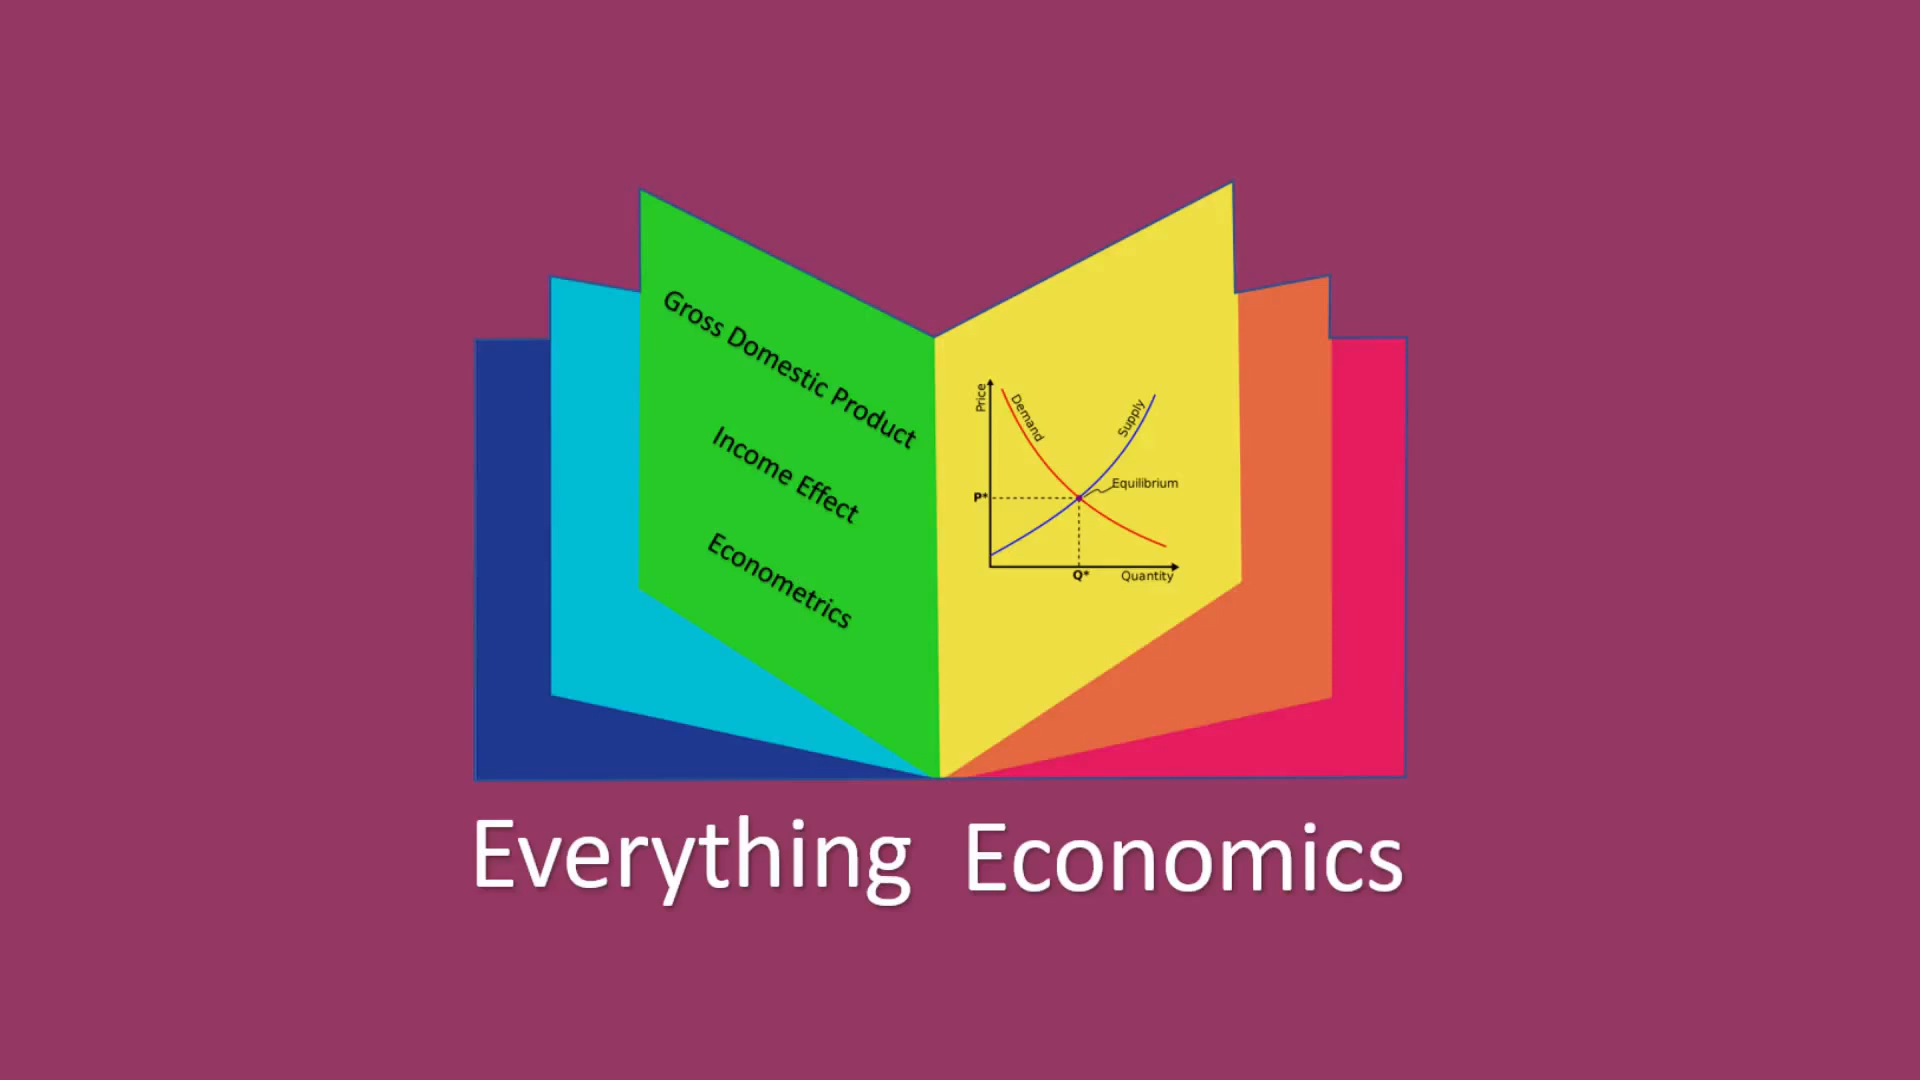 Gross Domestic Product
Income Effect
Econometrics
Price
Demand
Supply
Equilibrium
P*
Q*
Quantity
Everything Economics